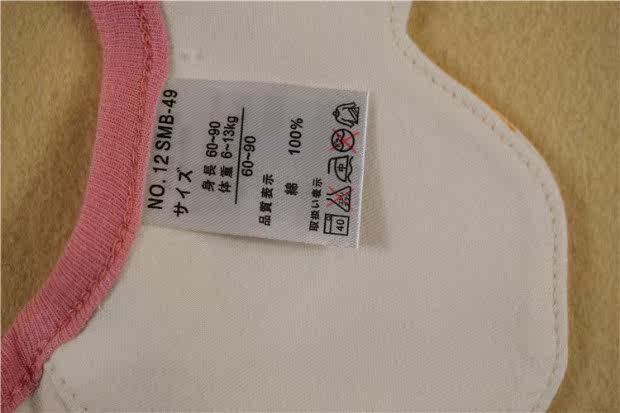 NO. 12 SMB-49
サイズ
身長 60~90
体重 6~13kg
60~90
品質表示
綿 100%
取扱い表示
40 中